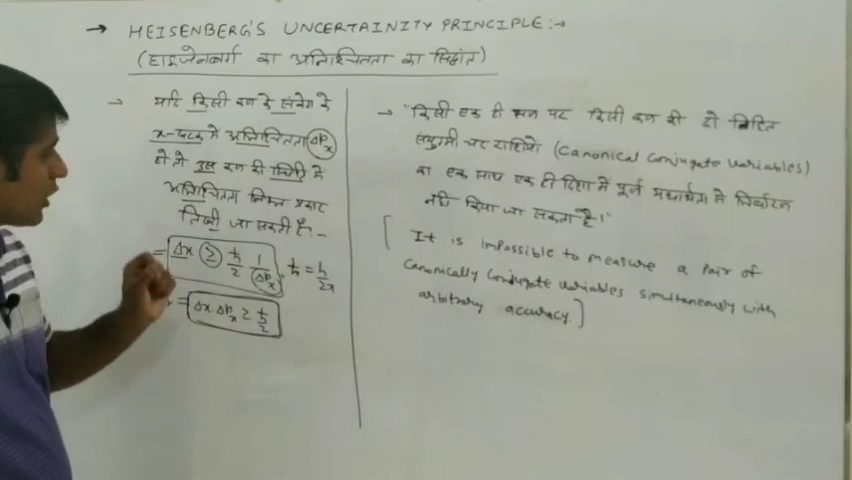 → HEISENBERG'S UNCERTAINITY PRINCIPLE:→
(हाइजेनबर्ग का अनिश्चितता का सिद्धांत)
→ यदि किसी कण के संवेग के
x-घटक में अनिश्चितता (Δpₓ)
हो तो उस कण की स्थिति में
अनिश्चितता निम्न प्रकार
लिखी जा सकती है:-
= Δx ≥ ħ/2 1/(Δpₓ), ħ = h/2π
= Δx Δpₓ ≥ ħ/2
→ "किसी एक ही क्षण पर किसी कण की दो विहित
संयुग्मी चर राशियों (Canonical Conjugate Variables)
का एक साथ एक ही दिशा में पूर्ण यथार्थता से निर्धारण
नहीं किया जा सकता है।"
[ It is impossible to measure a pair of
canonically conjugate variables simultaneously with
arbitrary accuracy.]